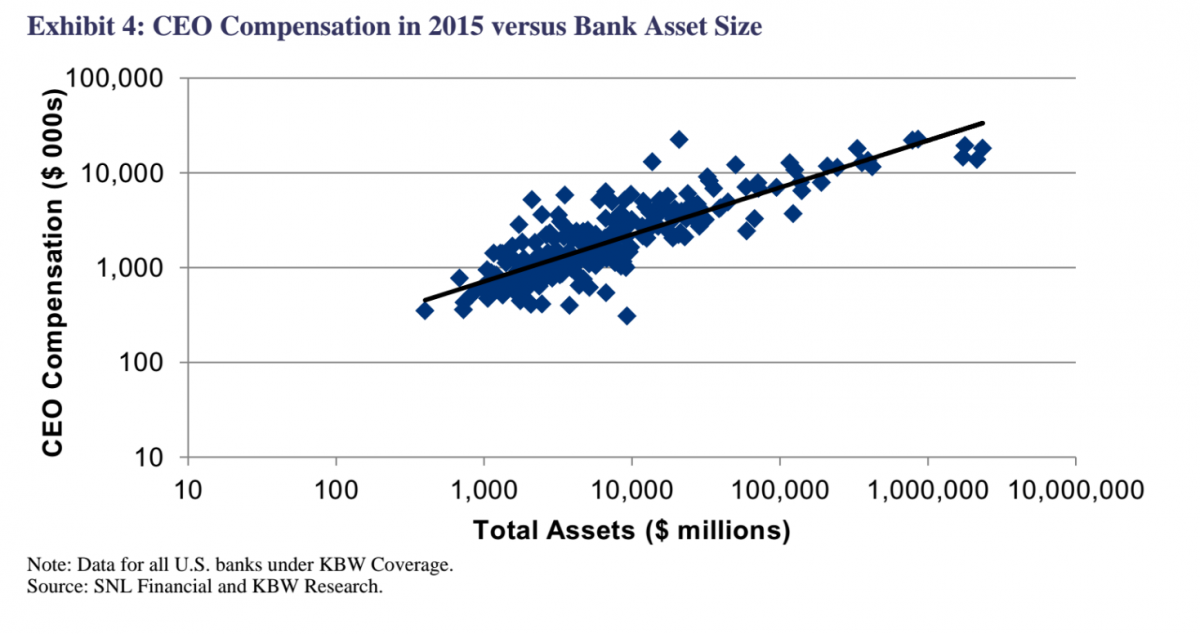 Exhibit 4: CEO Compensation in 2015 versus Bank Asset Size
CEO Compensation ($ 000s)
100,000
10,000
1,000
100
10
10 100 1,000 10,000 100,000 1,000,000 10,000,000
Total Assets ($ millions)
Note: Data for all U.S. banks under KBW Coverage.
Source: SNL Financial and KBW Research.